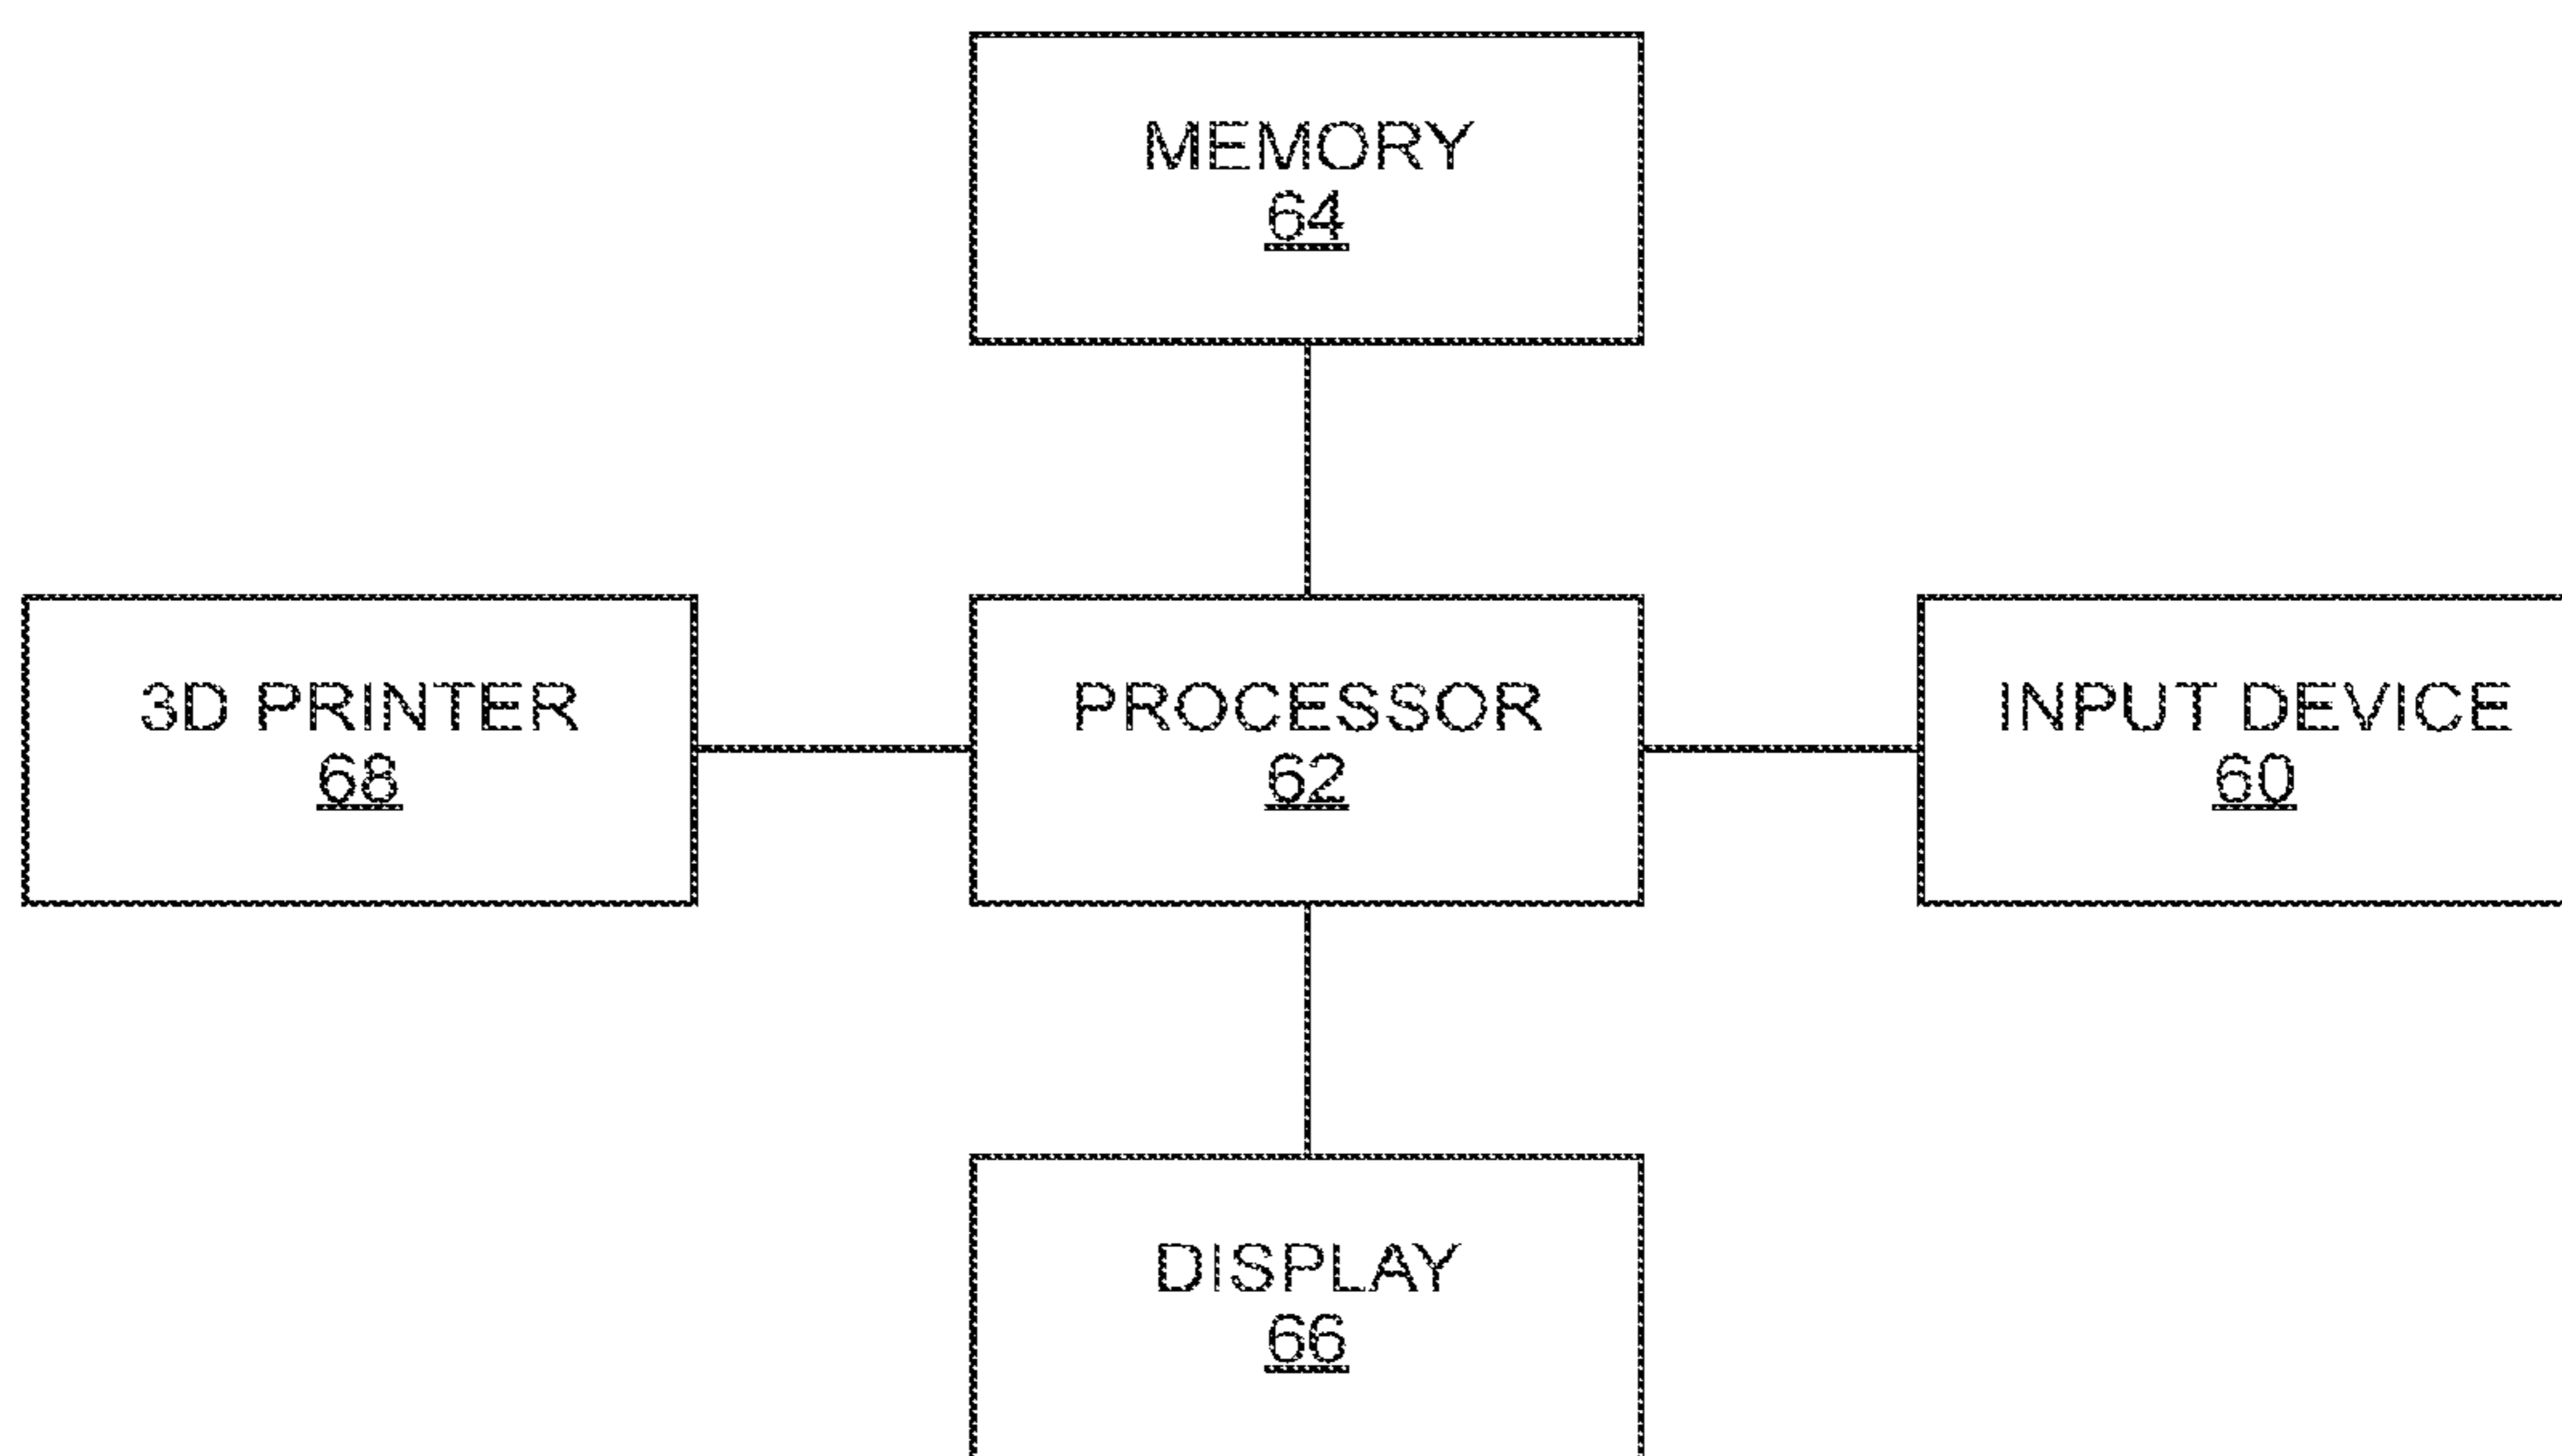 MEMORY
64
3D PRINTER
68
PROCESSOR
62
INPUT DEVICE
60
DISPLAY
66